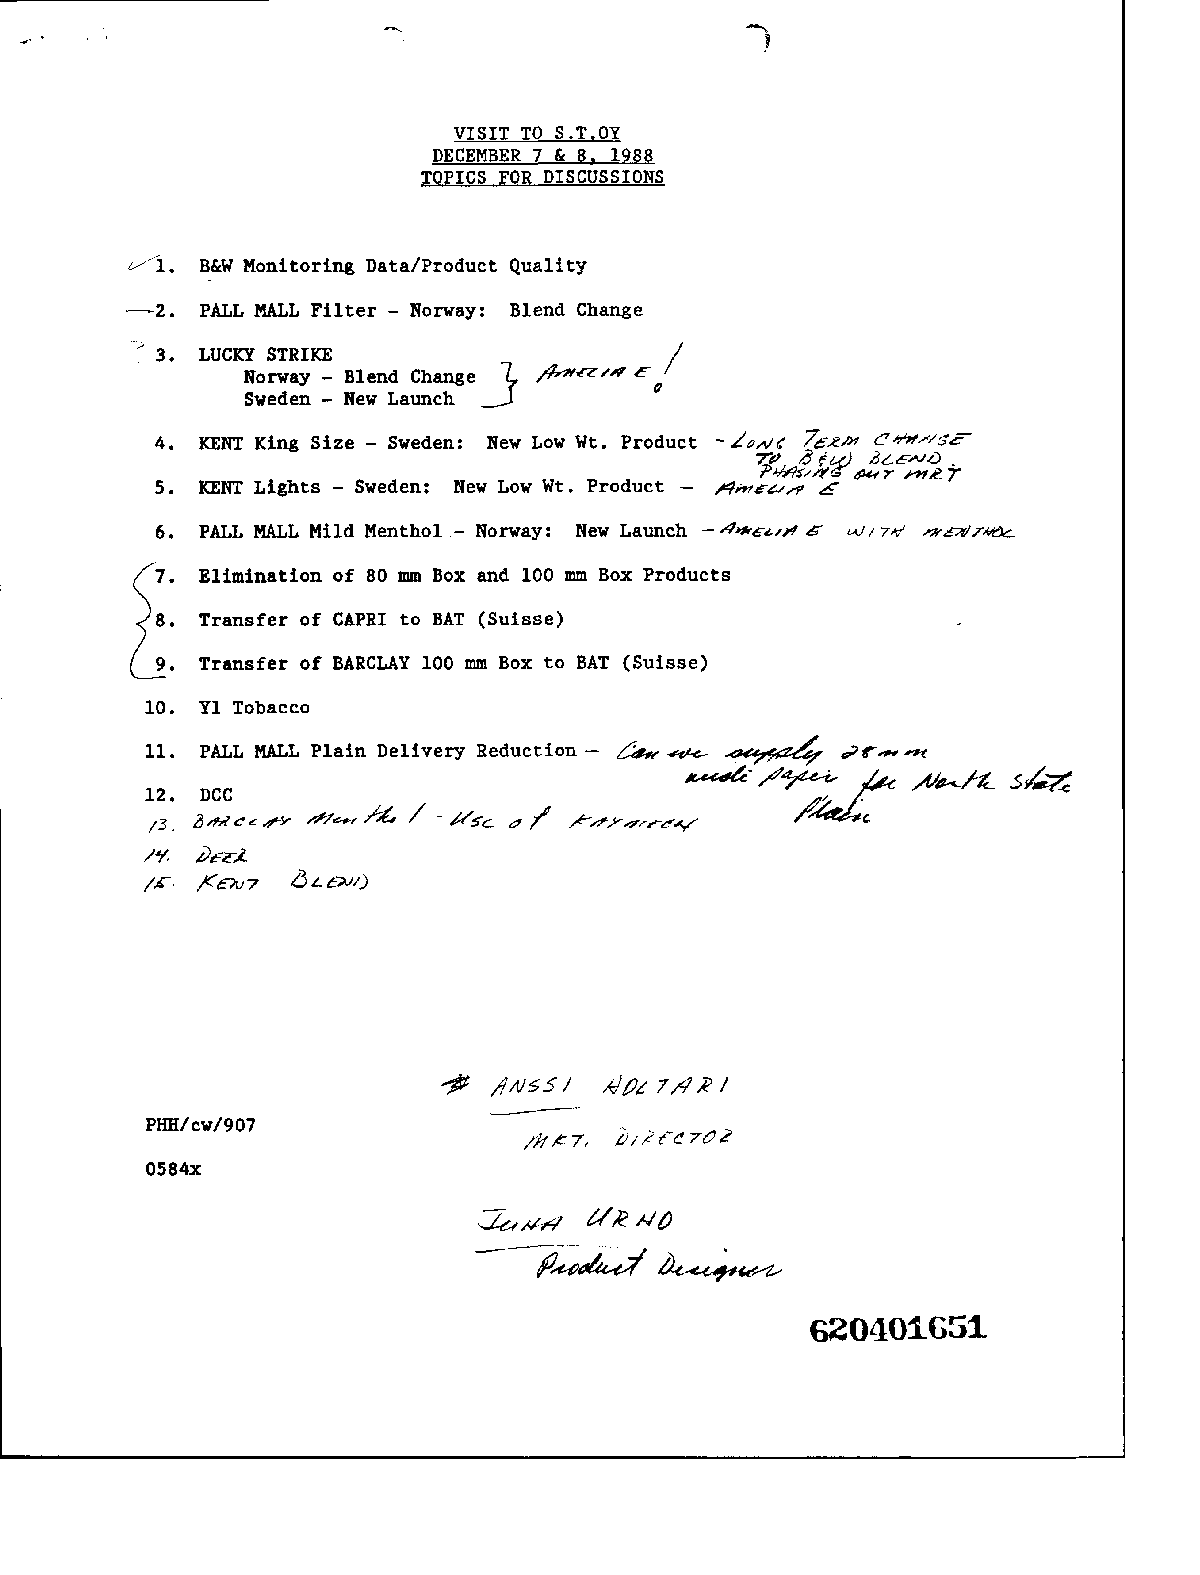 VISIT TO S.T.OY
DECEMBER 7 & 8, 1988
TOPICS FOR DISCUSSIONS
1. B&W Monitoring Data/Product Quality
2. PALL MALL Filter - Norway: Blend Change
3. LUCKY STRIKE
Norway - Blend Change
Sweden - New Launch
AMELIA E!
4. KENT King Size - Sweden: New Low Wt. Product - LONG TERM CHANGE
TO B&W BLEND
PHASING OUT MRT
5. KENT Lights - Sweden: New Low Wt. Product - AMELIA E
6. PALL MALL Mild Menthol - Norway: New Launch - AMELIA E WITH MENTHOL
7. Elimination of 80 mm Box and 100 mm Box Products
8. Transfer of CAPRI to BAT (Suisse)
9. Transfer of BARCLAY 100 mm Box to BAT (Suisse)
10. Y1 Tobacco
11. PALL MALL Plain Delivery Reduction - Can we supply 28mm
paper for North State
Plain
12. DCC
13. BARCLAY Menthol - Use of
14. DEER
15. KENT BLEND
ANSSI HOLTARI
MKT. DIRECTOR
PHH/cw/907
0584x
JUHA URHO
Product Designer
620401651